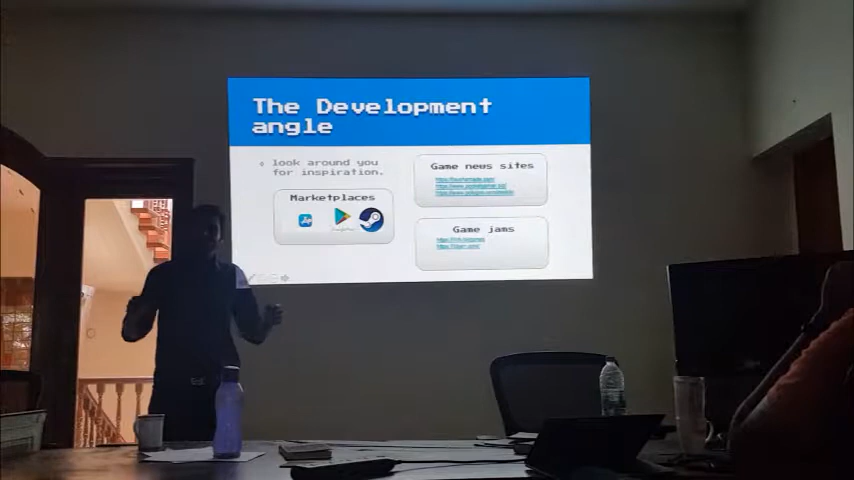 The Development
angle
look around you
for inspiration.
Marketplaces
Game news sites
Game jams